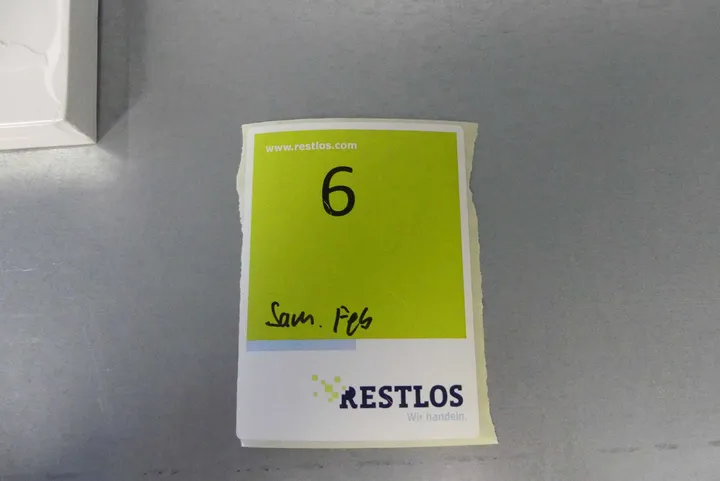 www.restlos.com
6
Sam. Feb
RESTLOS
Wir handeln.